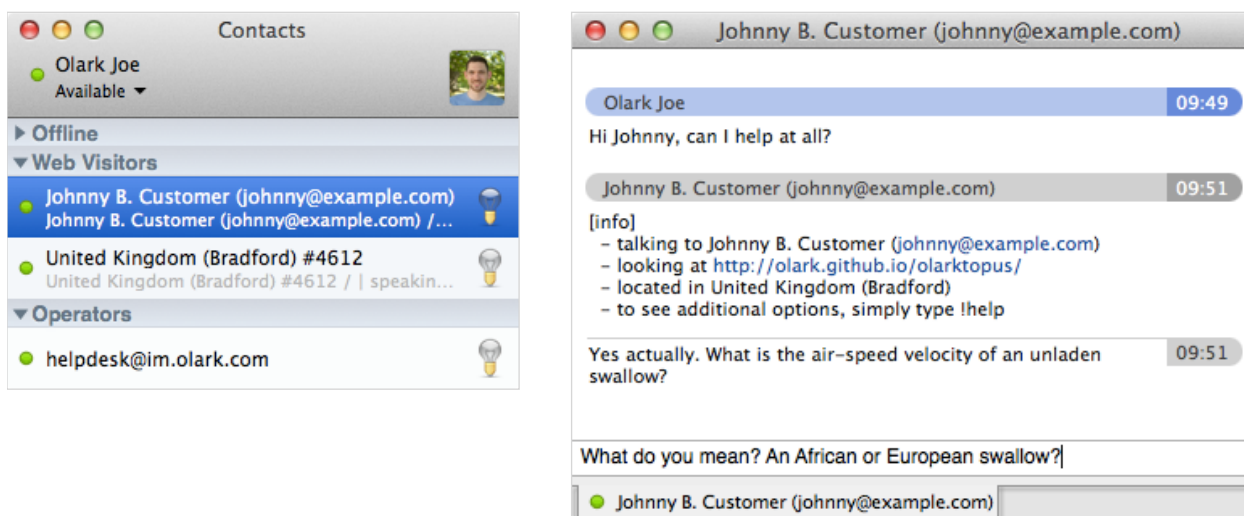 Contacts
Olark Joe
Available
Offline
Web Visitors
Johnny B. Customer (johnny@example.com)
Johnny B. Customer (johnny@example.com) /...
United Kingdom (Bradford) #4612
United Kingdom (Bradford) #4612 / | speakin...
Operators
helpdesk@im.olark.com
Johnny B. Customer (johnny@example.com)
Olark Joe 09:49
Hi Johnny, can I help at all?
Johnny B. Customer (johnny@example.com) 09:51
[info]
– talking to Johnny B. Customer (johnny@example.com)
– looking at http://olark.github.io/olarktopus/
– located in United Kingdom (Bradford)
– to see additional options, simply type !help
Yes actually. What is the air–speed velocity of an unladen 09:51
swallow?
What do you mean? An African or European swallow?
Johnny B. Customer (johnny@example.com)